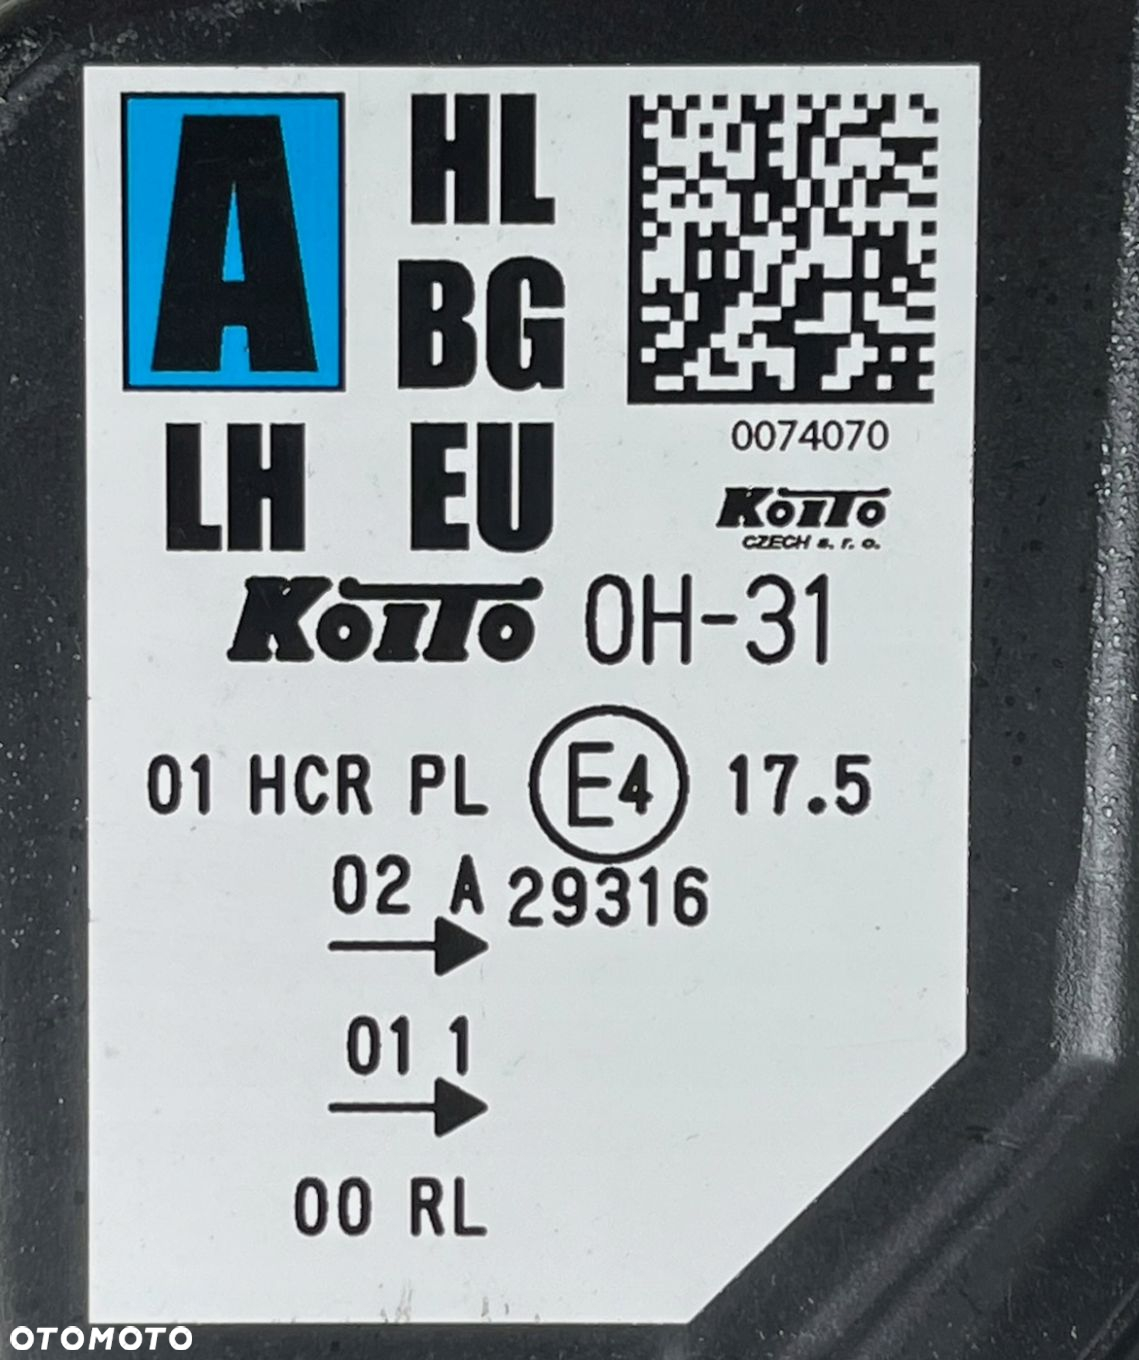 A HL
BG
LH EU
0074070
KOITO
CZECH s. r. o.
KOITO 0H-31
01 HCR PL E4 17.5
02 A 29316
01 1
00 RL
OTOMOTO